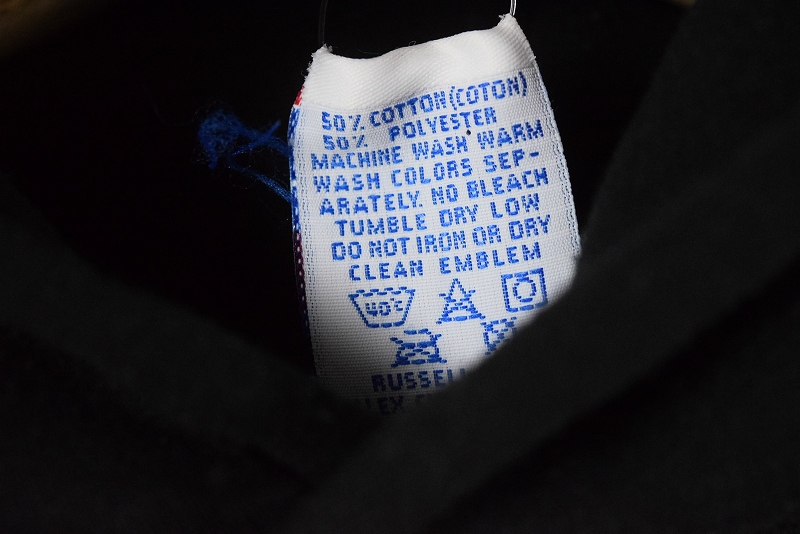 50% COTTON(COTON)
50% POLYESTER
MACHINE WASH WARM
WASH COLORS SEP-
ARATELY. NO BLEACH
TUMBLE DRY LOW
DO NOT IRON OR DRY
CLEAN EMBLEM
40°C
RUSSELL